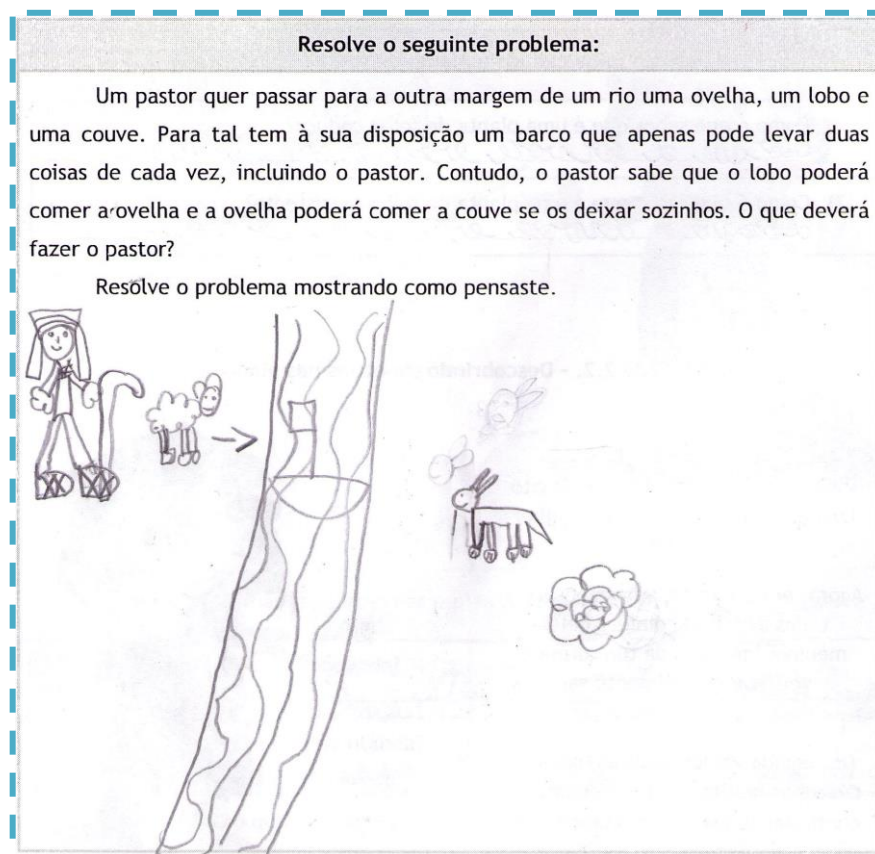 Resolve o seguinte problema:
Um pastor quer passar para a outra margem de um rio uma ovelha, um lobo e
uma couve. Para tal tem à sua disposição um barco que apenas pode levar duas
coisas de cada vez, incluindo o pastor. Contudo, o pastor sabe que o lobo poderá
comer a ovelha e a ovelha poderá comer a couve se os deixar sozinhos. O que deverá
fazer o pastor?
Resolve o problema mostrando como pensaste.